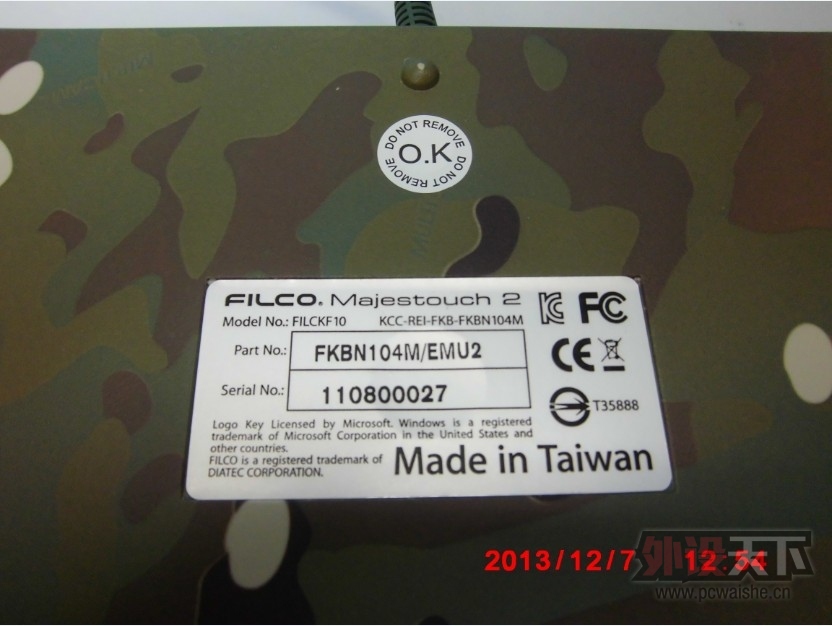 DO NOT REMOVE
O.K
DO NOT REMOVE
FILCO. Majestouch 2
Model No.: FILCKF10 KCC-REI-FKB-FKBN104M
FC
Part No.: FKBN104M/EMU2
CE
Serial No.: 110800027
T35888
Logo Key Licensed by Microsoft. Windows is a registered
trademark of Microsoft Corporation in the United States and
other countries.
FILCO is a registered trademark of
DIATEC CORPORATION.
Made in Taiwan
2013/12/7 12:54
外设天下
www.pcwaishe.cn